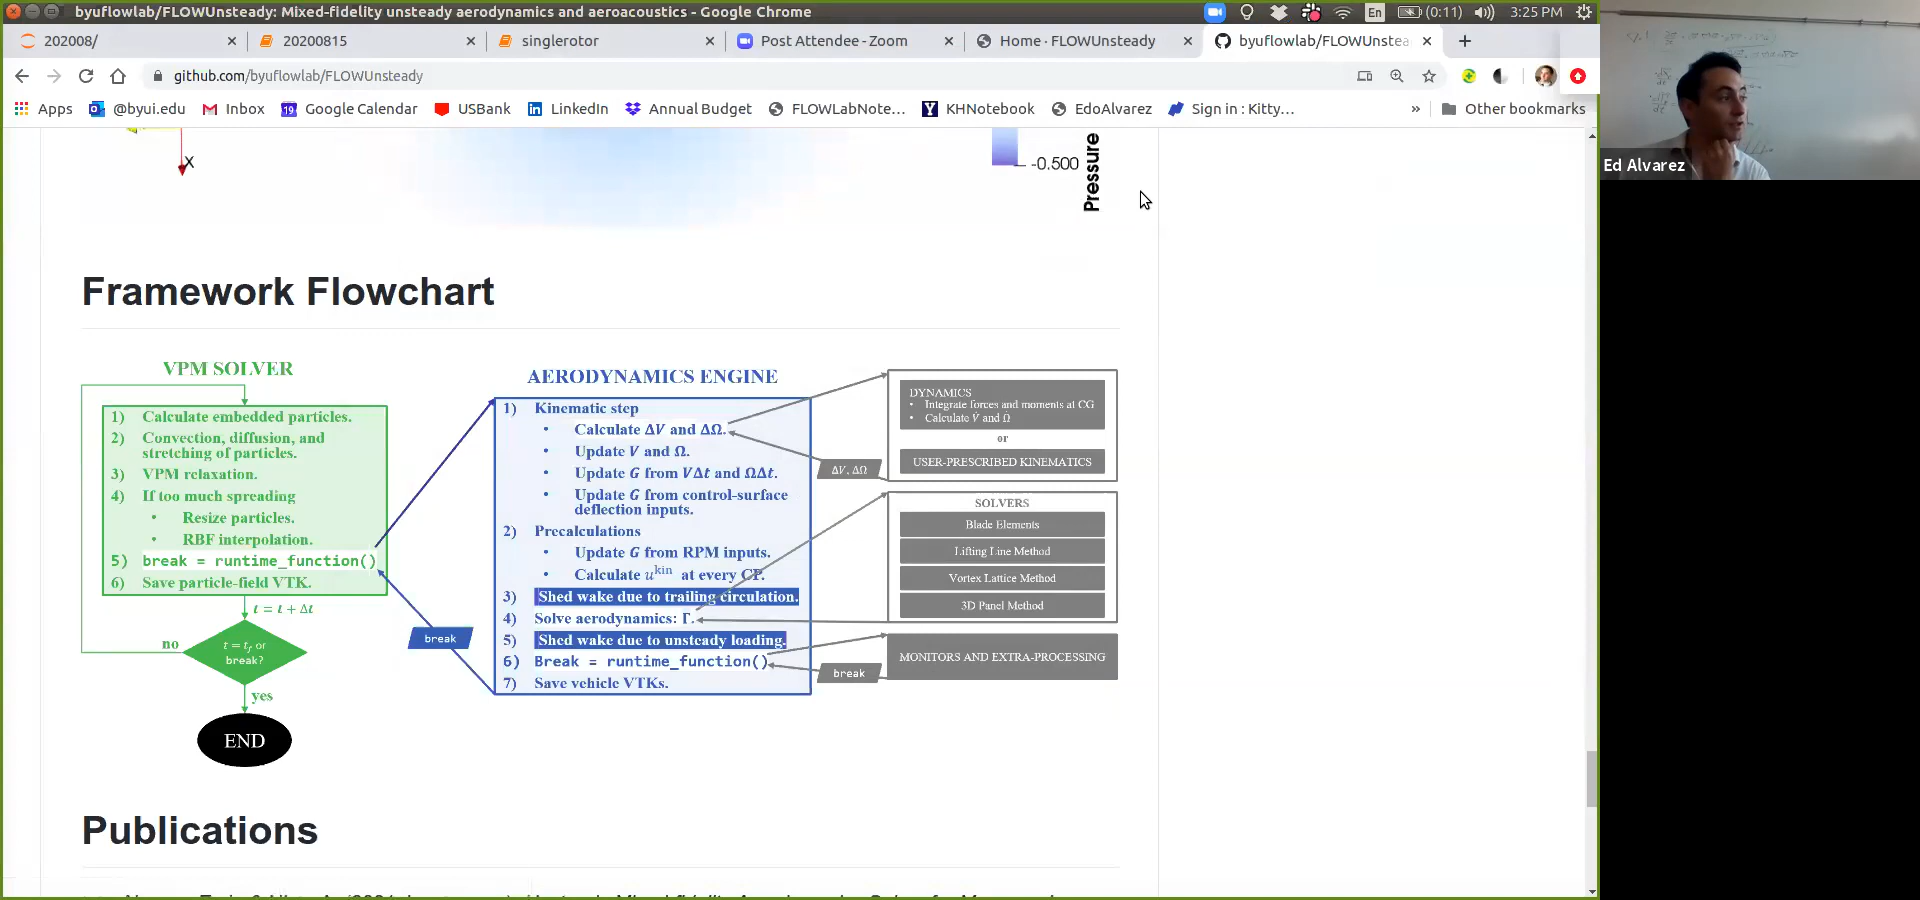 byuflowlab/FLOWUnsteady: Mixed-fidelity unsteady aerodynamics and aeroacoustics - Google Chrome
En
(0:11)
3:25 PM
202008/
20200815
singlerotor
Post Attendee - Zoom
Home · FLOWUnsteady
byuflowlab/FLOWUnstea
github.com/byuflowlab/FLOWUnsteady
Apps
@byui.edu
Inbox
Google Calendar
USBank
LinkedIn
Annual Budget
FLOWLabNote...
KHNotebook
EdoAlvarez
Sign in : Kitty...
»
Other bookmarks
Ed Alvarez
X
-0.500
Pressure
Framework Flowchart
VPM SOLVER
1) Calculate embedded particles.
2) Convection, diffusion, and
stretching of particles.
3) VPM relaxation.
4) If too much spreading
• Resize particles.
• RBF interpolation.
5) break = runtime_function()
6) Save particle-field VTK.
t = t + Δt
no
t = tf or
break?
yes
END
break
AERODYNAMICS ENGINE
1) Kinematic step
• Calculate ΔV and ΔΩ.
• Update V and Ω.
• Update G from VΔt and ΩΔt.
• Update G from control-surface
deflection inputs.
2) Precalculations
• Update G from RPM inputs.
• Calculate u^kin at every CP.
3) Shed wake due to trailing circulation.
4) Solve aerodynamics: Γ.
5) Shed wake due to unsteady loading.
6) Break = runtime_function()
7) Save vehicle VTKs.
DYNAMICS
• Integrate forces and moments at CG
• Calculate V̇ and Ω̇
or
USER-PRESCRIBED KINEMATICS
ΔV, ΔΩ
SOLVERS
Blade Elements
Lifting Line Method
Vortex Lattice Method
3D Panel Method
MONITORS AND EXTRA-PROCESSING
break
Publications